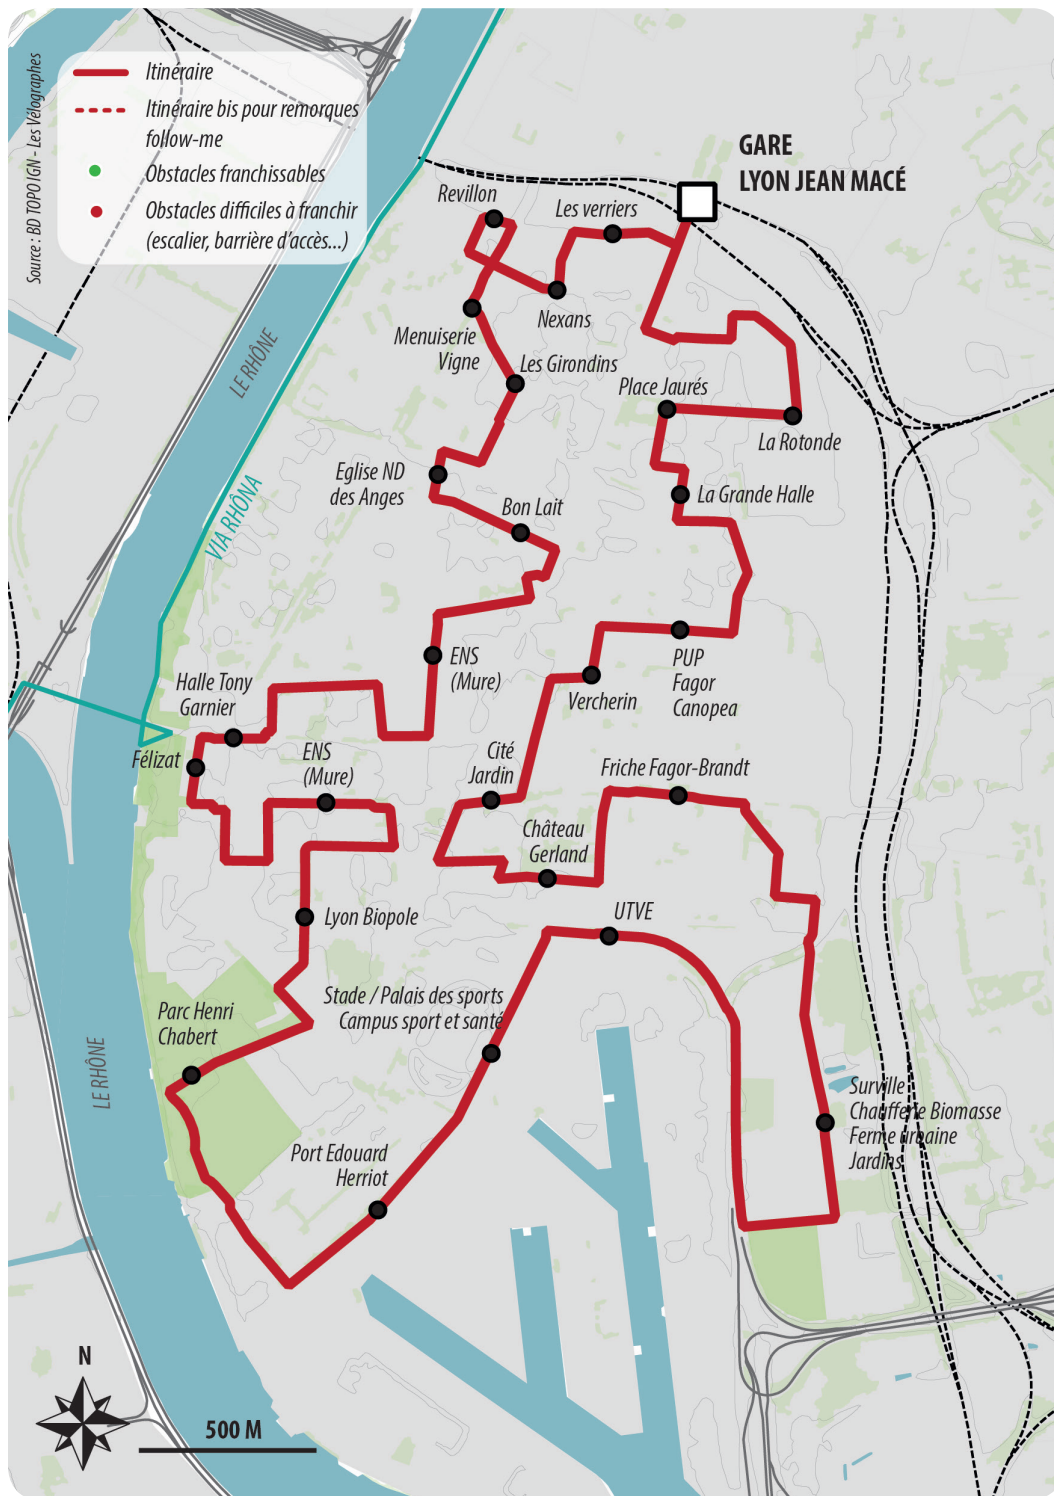 Source : BD TOPO IGN - Les Vélographes
Itinéraire
Itinéraire bis pour remorques
follow-me
Obstacles franchissables
Obstacles difficiles à franchir
(escalier, barrière d'accès...)
GARE
LYON JEAN MACÉ
Revillon
Les verriers
Nexans
Menuiserie
Vigne
Les Girondins
Place Jaurés
La Rotonde
LE RHÔNE
VIA RHÔNA
Eglise ND
des Anges
Bon Lait
La Grande Halle
ENS
(Mure)
PUP
Fagor
Canopea
Vercherin
Halle Tony
Garnier
Félizat
ENS
(Mure)
Cité
Jardin
Friche Fagor-Brandt
Château
Gerland
Lyon Biopole
UTVE
Stade / Palais des sports
Campus sport et santé
Parc Henri
Chabert
LE RHÔNE
Surville
Chaufferie Biomasse
Ferme urbaine
Jardins
Port Edouard
Herriot
N
500 M